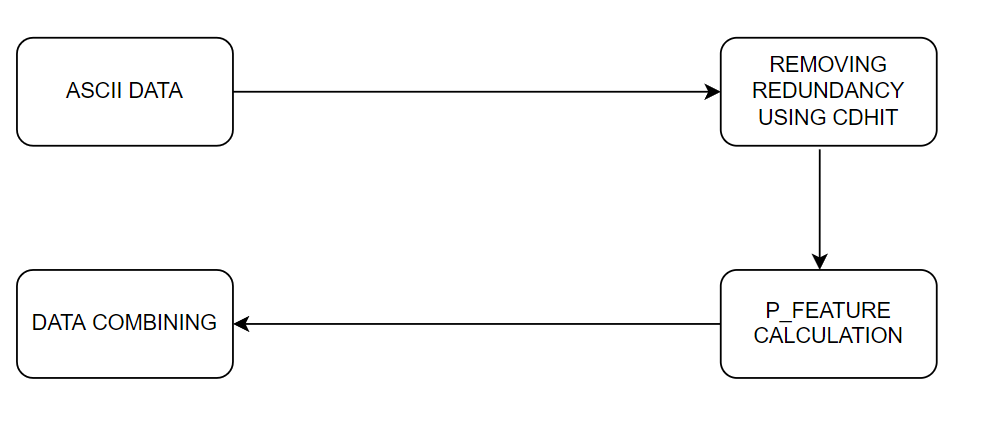 ASCII DATA
REMOVING
REDUNDANCY
USING CDHIT
DATA COMBINING
P_FEATURE
CALCULATION